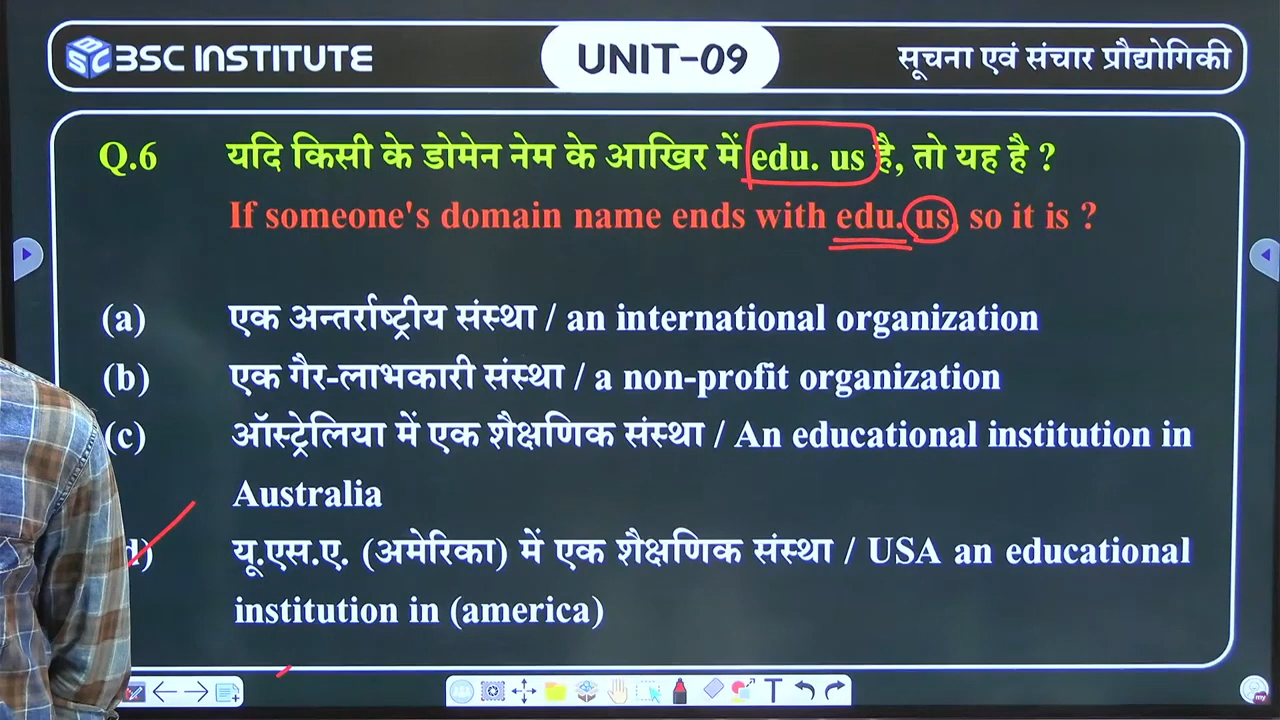 BSC INSTITUTE
UNIT-09
सूचना एवं संचार प्रौद्योगिकी
Q.6 यदि किसी के डोमेन नेम के आखिर में edu. us है, तो यह है ?
If someone's domain name ends with edu. us, so it is ?
(a) एक अन्तर्राष्ट्रीय संस्था / an international organization
(b) एक गैर-लाभकारी संस्था / a non-profit organization
(c) ऑस्ट्रेलिया में एक शैक्षणिक संस्था / An educational institution in
Australia
d) यू.एस.ए. (अमेरिका) में एक शैक्षणिक संस्था / USA an educational
institution in (america)